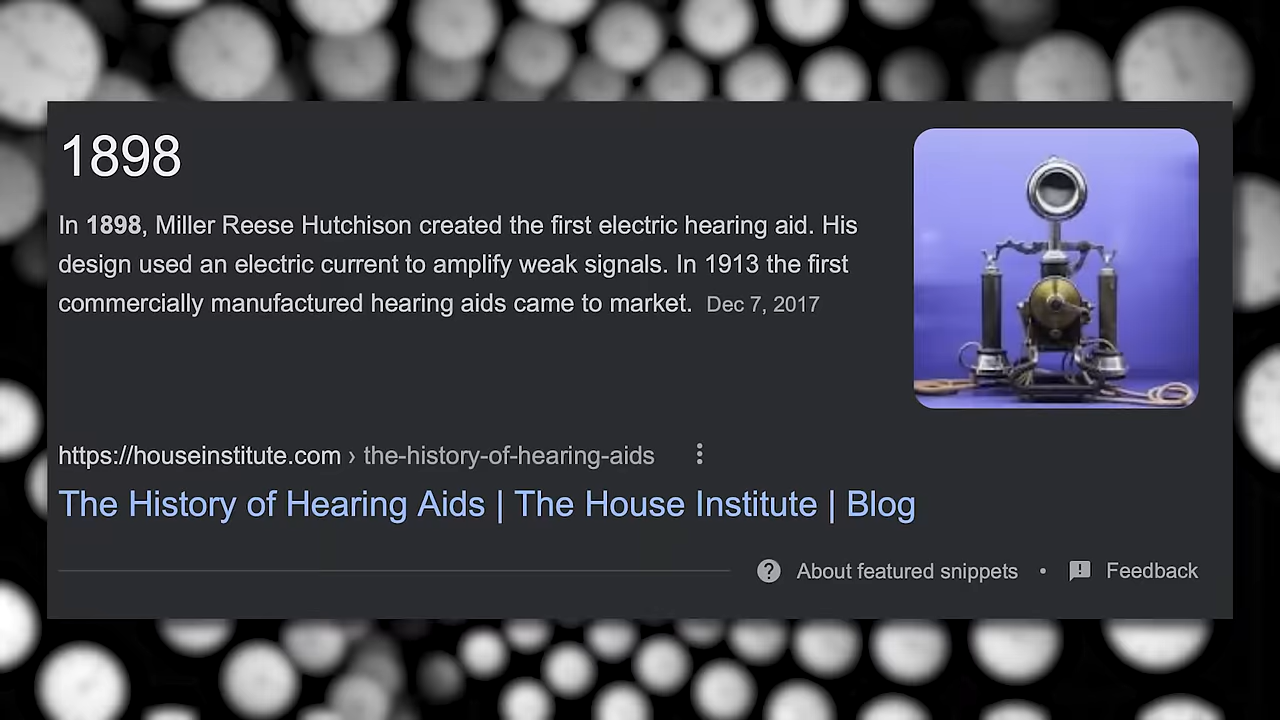 1898
In 1898, Miller Reese Hutchison created the first electric hearing aid. His
design used an electric current to amplify weak signals. In 1913 the first
commercially manufactured hearing aids came to market. Dec 7, 2017
https://houseinstitute.com › the-history-of-hearing-aids
The History of Hearing Aids | The House Institute | Blog
About featured snippets • Feedback